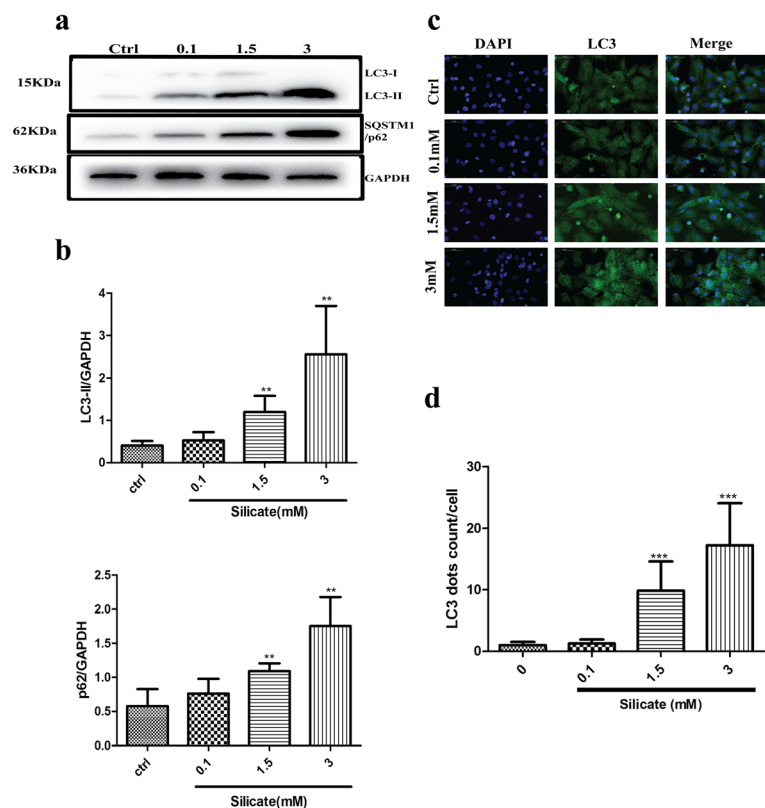 a
Ctrl 0.1 1.5 3
15KDa
LC3-I
LC3-II
62KDa
SQSTM1
/p62
36KDa
GAPDH
b
4
3
2
1
0
LC3-II/GAPDH
**
**
ctrl
0.1
1.5
3
Silicate(mM)
2.5
2.0
1.5
1.0
0.5
0.0
p62/GAPDH
**
**
ctrl
0.1
1.5
3
Silicate(mM)
c
DAPI LC3 Merge
Ctrl
0.1mM
1.5mM
3mM
d
30
20
10
0
LC3 dots count/cell
***
***
0
0.1
1.5
3
Silicate (mM)